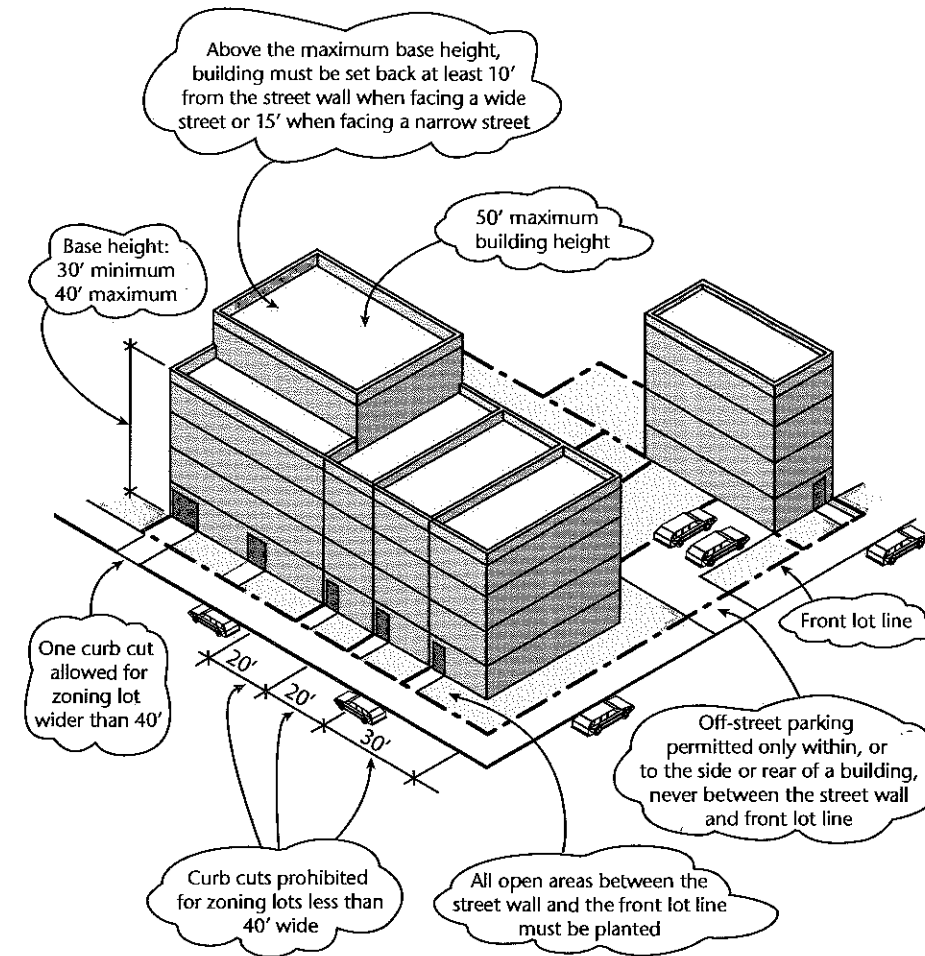 Above the maximum base height,
building must be set back at least 10′
from the street wall when facing a wide
street or 15′ when facing a narrow street
50′ maximum
building height
Base height:
30′ minimum
40′ maximum
Front lot line
One curb cut
allowed for
zoning lot
wider than 40′
20′
20′
30′
Off-street parking
permitted only within, or
to the side or rear of a building,
never between the street wall
and front lot line
Curb cuts prohibited
for zoning lots less than
40′ wide
All open areas between the
street wall and the front lot line
must be planted